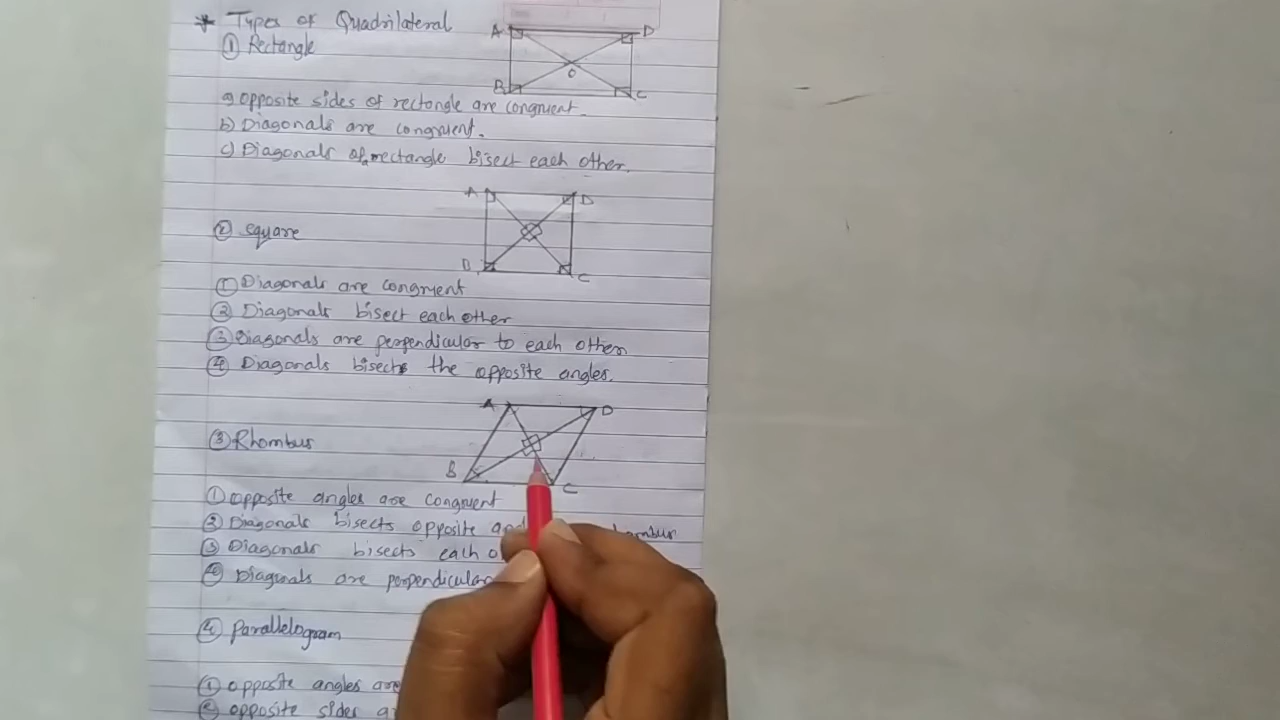 * Types of Quadrilateral
① Rectangle
A D
O
B C
a) opposite sides of rectangle are congruent.
b) Diagonals are congruent.
c) Diagonals of rectangle bisect each other.
A D
② square
B C
① Diagonals are congruent
② Diagonals bisect each other
③ Diagonals are perpendicular to each other
④ Diagonals bisects the opposite angles.
A D
③ Rhombus
B C
① opposite angles are congruent
② Diagonals bisects opposite
③ Diagonals bisects each
④ Diagonals are perpendicular
④ parallelogram
① opposite angles are
② opposite sides